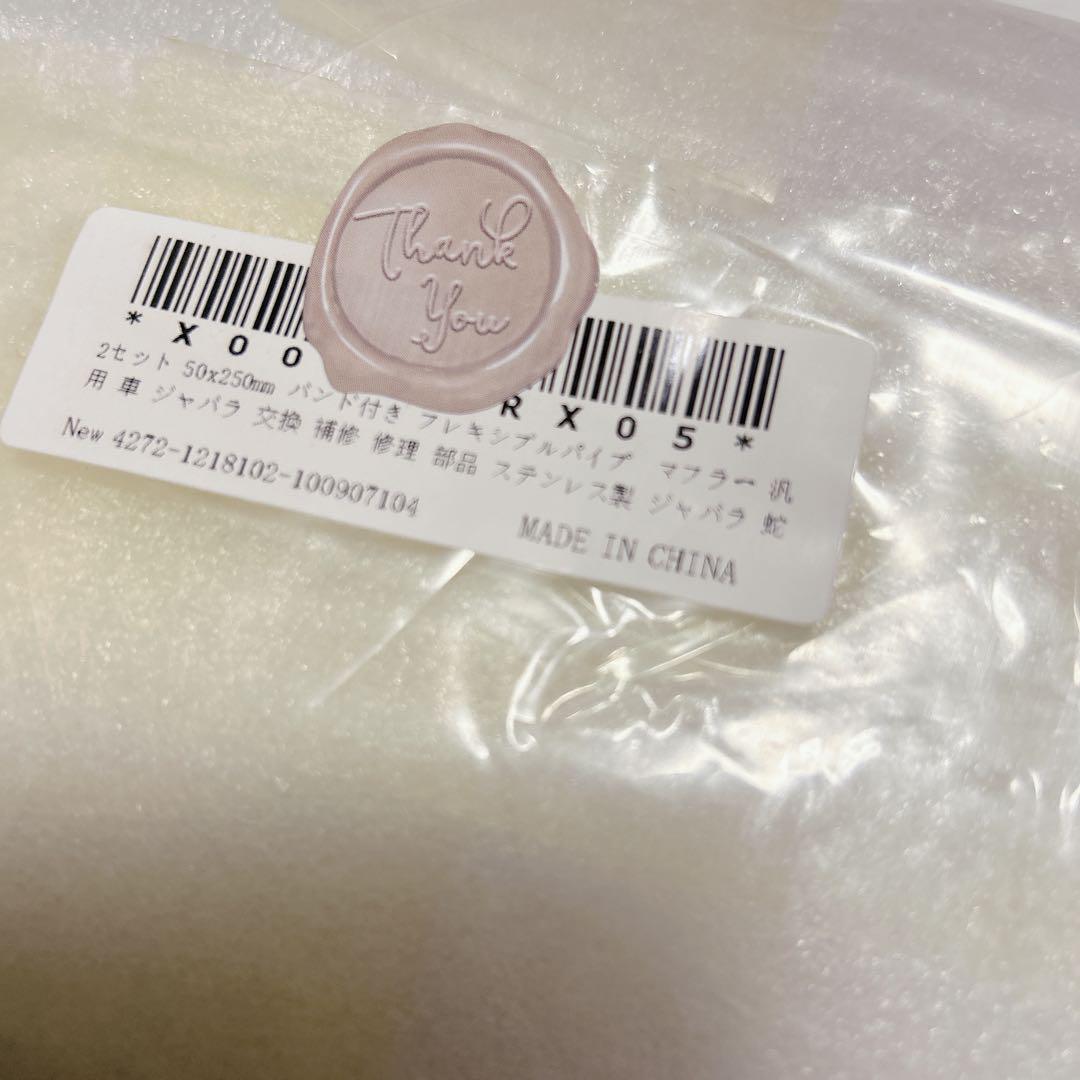 Thank
You
*X00 RX05*
2セット 50x250mm バンド付き フレキシブルパイプ マフラー 汎
用 車 ジャバラ 交換 補修 修理 部品 ステンレス製 ジャバラ 蛇
New 4272-1218102-100907104
MADE IN CHINA